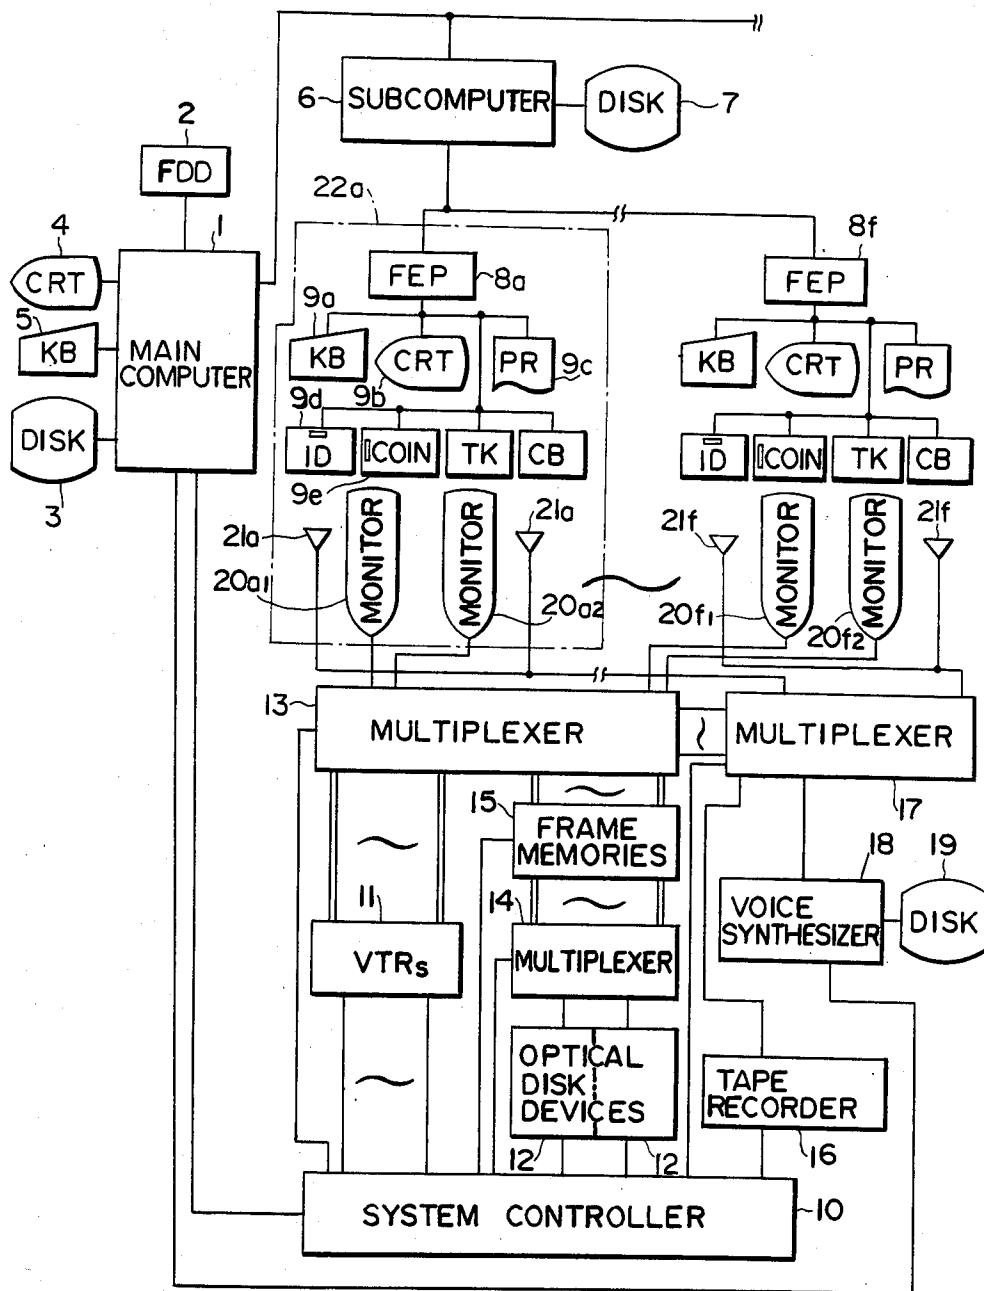 6
SUBCOMPUTER
DISK
7
2
FDD
22a
4
1
8f
CRT
FEP
8a
FEP
5
KB
MAIN
COMPUTER
9a
KB
CRT
PR
9c
KB
CRT
PR
9d
9b
DISK
ID
COIN
TK
CB
ID
COIN
TK
CB
3
9e
21a
MONITOR
MONITOR
21a
21f
MONITOR
MONITOR
21f
20a1
20a2
20f1
20f2
13
MULTIPLEXER
MULTIPLEXER
17
15
FRAME
MEMORIES
18
19
11
14
VOICE
SYNTHESIZER
DISK
VTRs
MULTIPLEXER
OPTICAL
DISK
DEVICES
TAPE
RECORDER
12
12
16
SYSTEM CONTROLLER
10